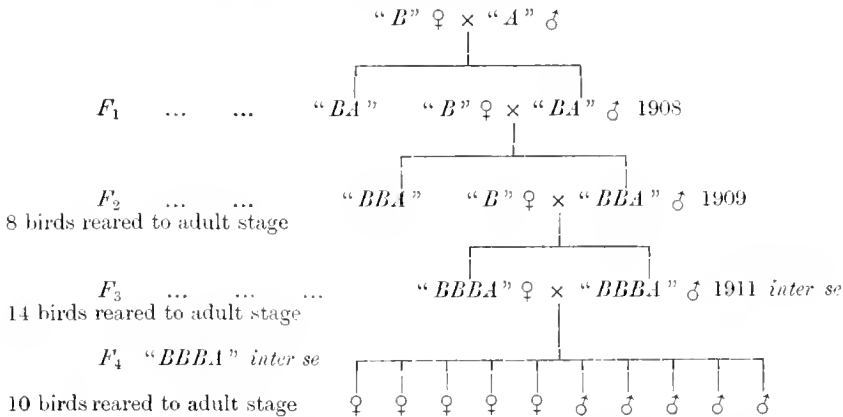 “B” ♀ × “A” ♂
F₁ ... ... “BA” “B” ♀ × “BA” ♂ 1908
F₂ ... ... “BBA” “B” ♀ × “BBA” ♂ 1909
8 birds reared to adult stage
F₃ ... ... ... “BBBA” ♀ × “BBBA” ♂ 1911 inter se
14 birds reared to adult stage
F₄ “BBBA” inter se
10 birds reared to adult stage ♀ ♀ ♀ ♀ ♀ ♂ ♂ ♂ ♂ ♂